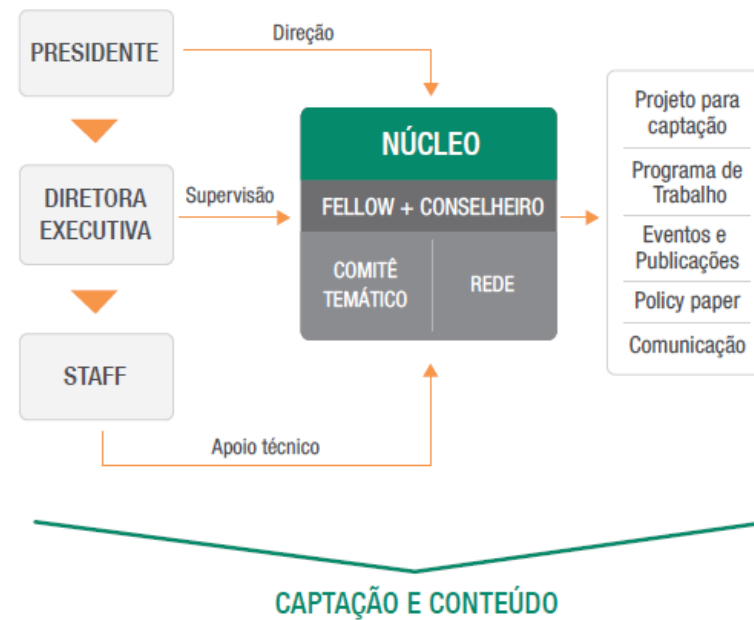 PRESIDENTE
Direção
NÚCLEO
DIRETORA
EXECUTIVA
Supervisão
FELLOW + CONSELHEIRO
COMITÊ
TEMÁTICO
REDE
STAFF
Apoio técnico
Projeto para
captação
Programa de
Trabalho
Eventos e
Publicações
Policy paper
Comunicação
CAPTAÇÃO E CONTEÚDO